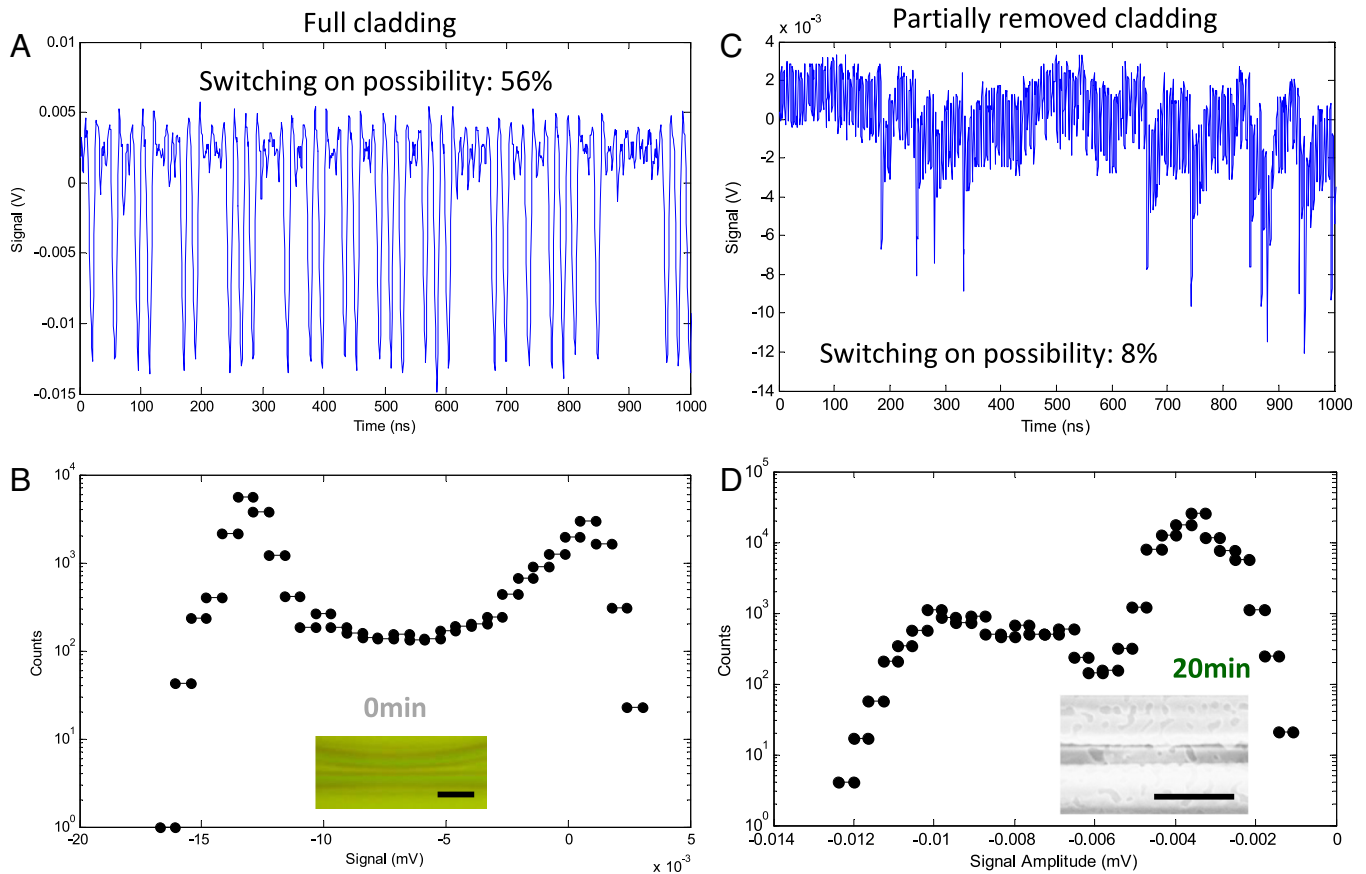 Full cladding
A
0.01
Switching on possibility: 56%
0.005
0
-0.005
-0.01
-0.015
Signal (V)
0 100 200 300 400 500 600 700 800 900 1000
Time (ns)
Partially removed cladding
C
x 10⁻³
4
2
0
-2
-4
-6
-8
-10
-12
-14
Signal (V)
Switching on possibility: 8%
0 100 200 300 400 500 600 700 800 900 1000
Time (ns)
B
10⁴
10³
10²
10¹
10⁰
Counts
0min
-20 -15 -10 -5 0 5
Signal (mV)
x 10⁻³
D
10⁵
10⁴
10³
10²
10¹
10⁰
Counts
20min
-0.014 -0.012 -0.01 -0.008 -0.006 -0.004 -0.002 0
Signal Amplitude (mV)